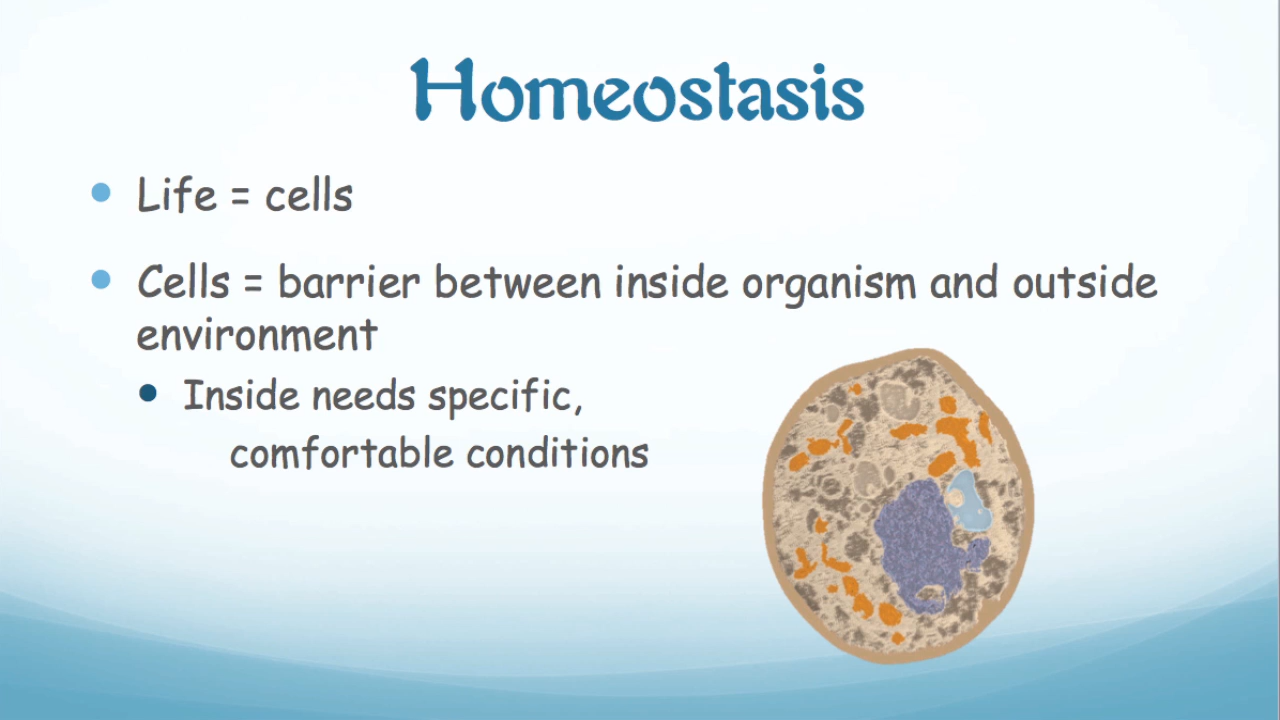 Homeostasis
Life = cells
Cells = barrier between inside organism and outside
environment
Inside needs specific,
comfortable conditions